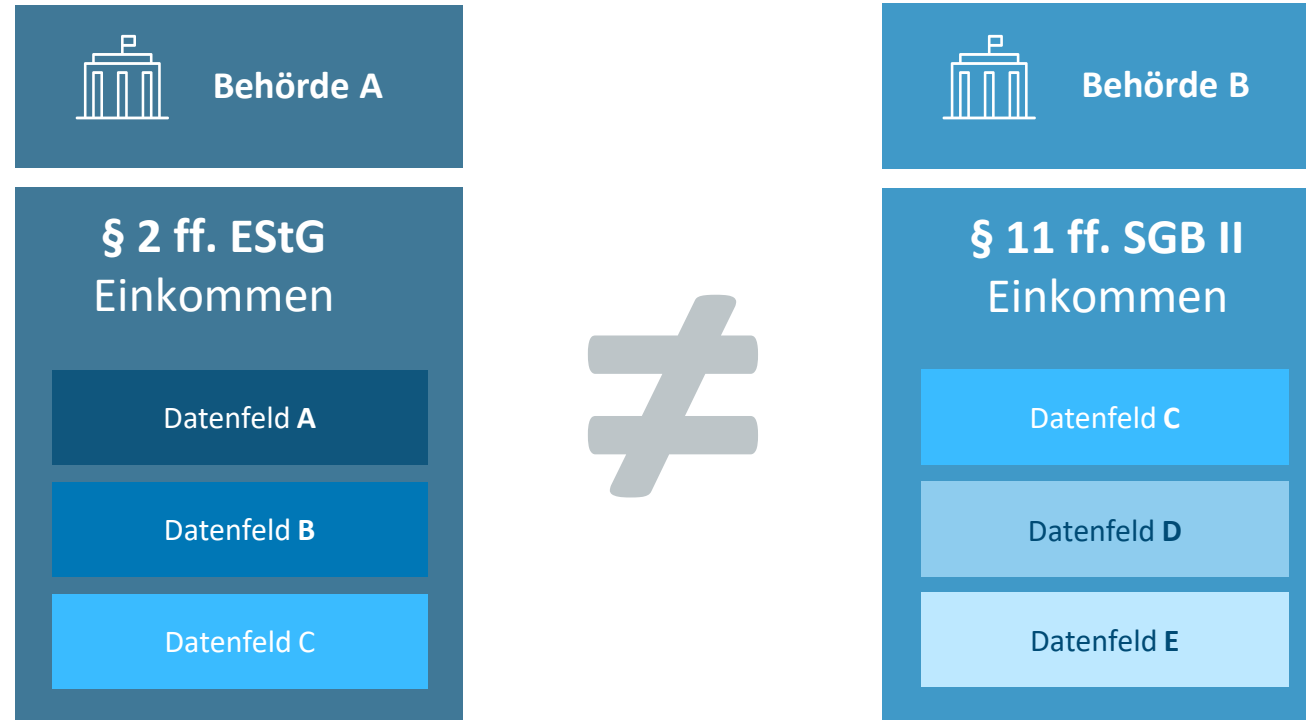 Behörde A
§ 2 ff. EStG
Einkommen
Datenfeld A
Datenfeld B
Datenfeld C
≠
Behörde B
§ 11 ff. SGB II
Einkommen
Datenfeld C
Datenfeld D
Datenfeld E